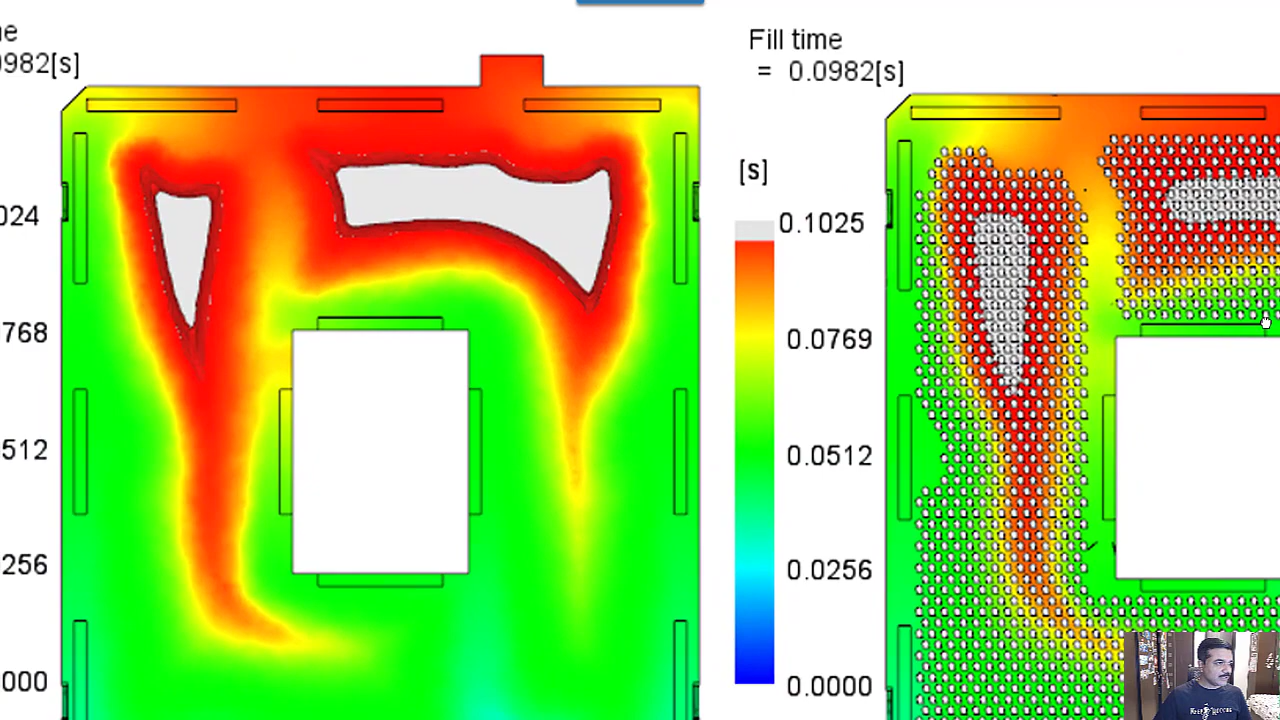 ne
0982[s]
024
768
512
256
000
Fill time
= 0.0982[s]
[s]
0.1025
0.0769
0.0512
0.0256
0.0000